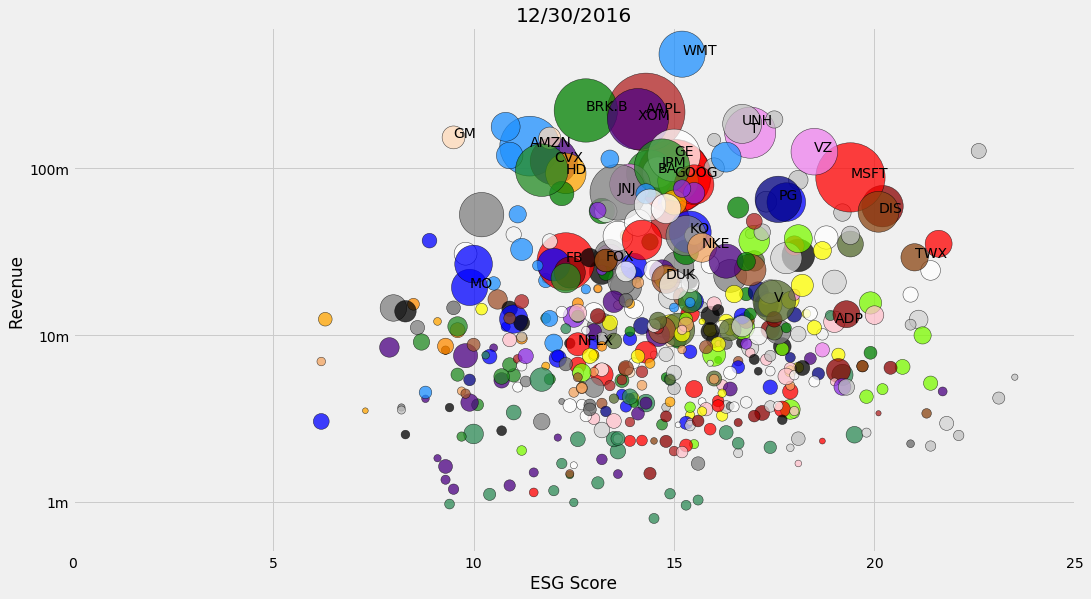 12/30/2016
WMT
BRK.B
AAPL
XOM
UNH
T
GM
AMZN
VZ
GE
CVX
JPM
HD
BA
GOOG
MSFT
100m
JNJ
PG
DIS
KO
NKE
TWX
FB
FOX
DUK
MO
V
ADP
10m
NFLX
1m
Revenue
0
5
10
15
20
25
ESG Score